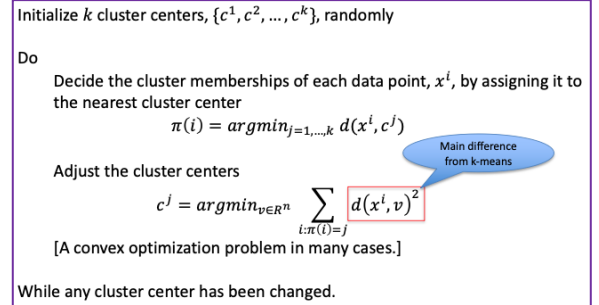 Initialize k cluster centers, {c¹, c², ..., cᵏ}, randomly
Do
Decide the cluster memberships of each data point, xⁱ, by assigning it to
the nearest cluster center
π(i) = argminⱼ₌₁,...,ₖ d(xⁱ, cʲ)
Main difference
from k-means
Adjust the cluster centers
cʲ = argmin_{v∈Rⁿ} ∑_{i:π(i)=j} d(xⁱ, v)²
[A convex optimization problem in many cases.]
While any cluster center has been changed.